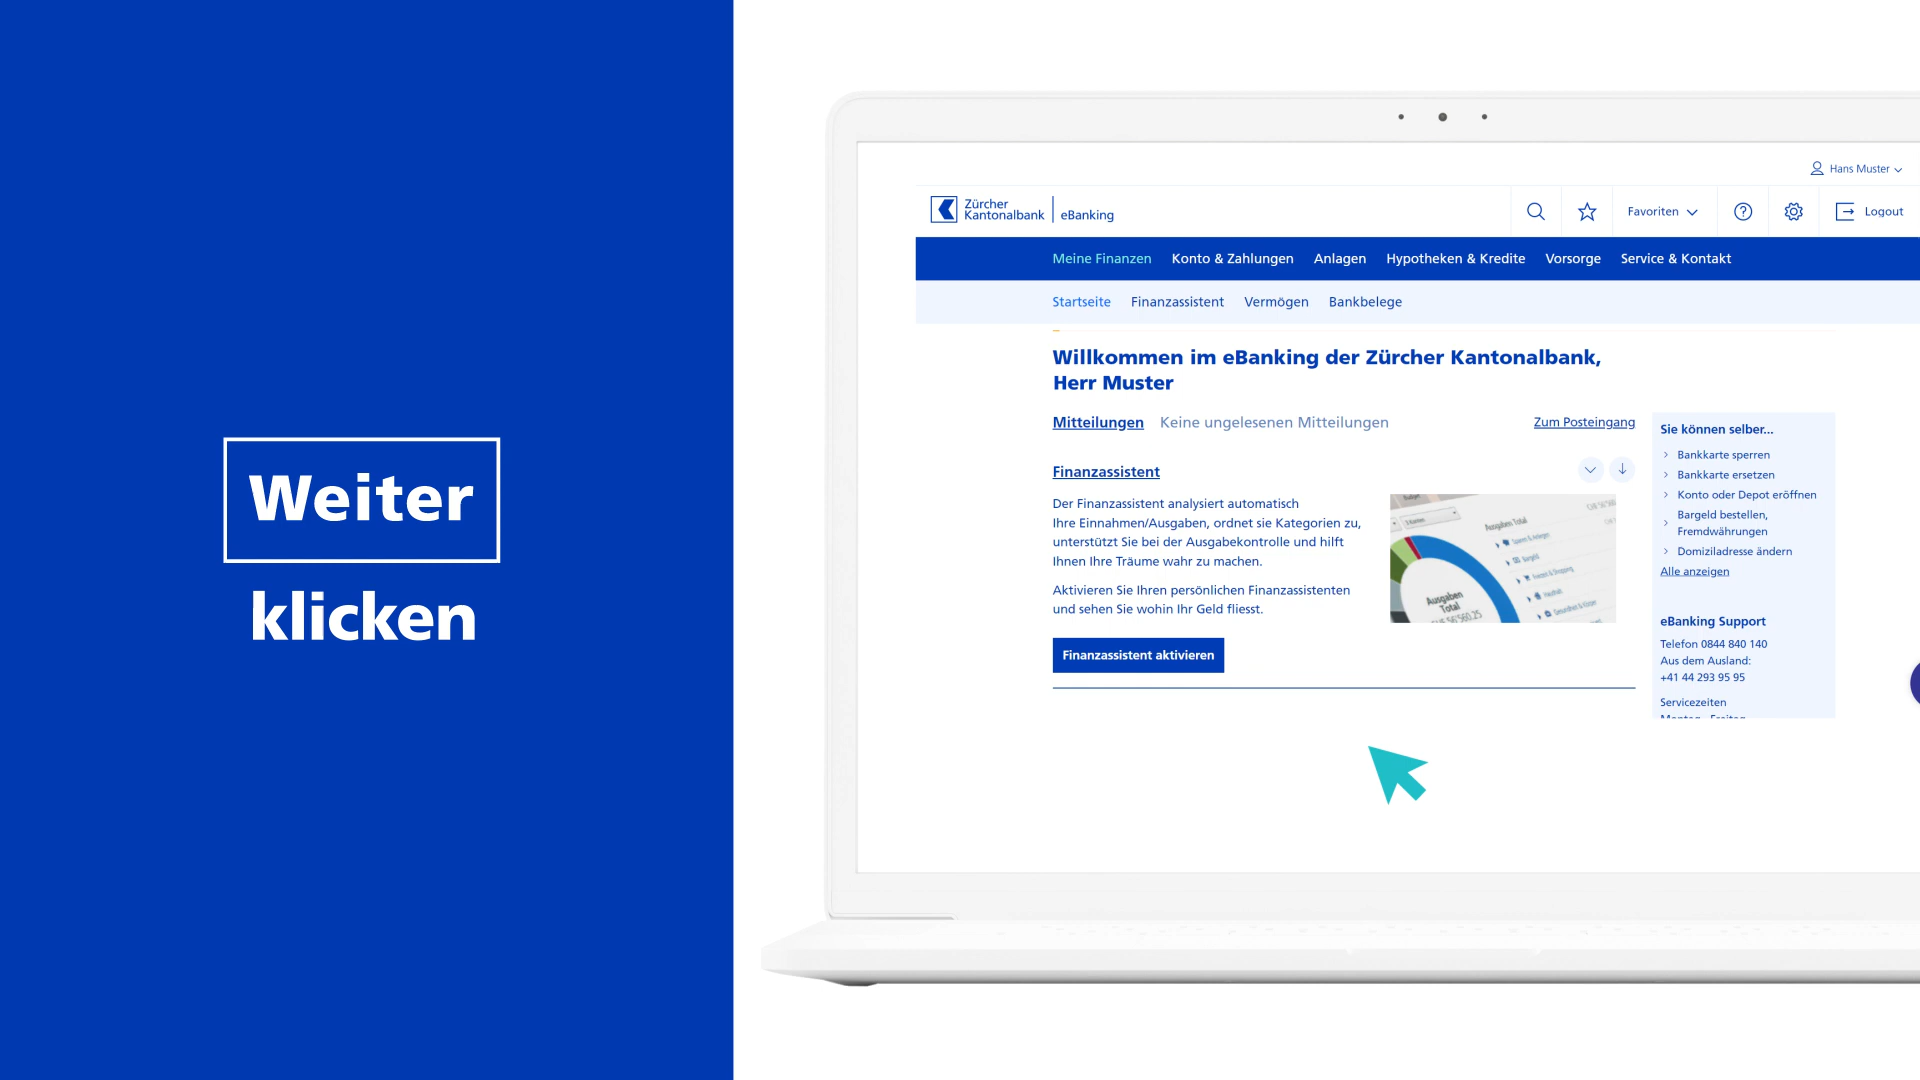 Weiter
klicken
Hans Muster
Zürcher
Kantonalbank
eBanking
Favoriten
Logout
Meine Finanzen
Konto & Zahlungen
Anlagen
Hypotheken & Kredite
Vorsorge
Service & Kontakt
Startseite
Finanzassistent
Vermögen
Bankbelege
Willkommen im eBanking der Zürcher Kantonalbank,
Herr Muster
Mitteilungen
Keine ungelesenen Mitteilungen
Zum Posteingang
Finanzassistent
Der Finanzassistent analysiert automatisch
Ihre Einnahmen/Ausgaben, ordnet sie Kategorien zu,
unterstützt Sie bei der Ausgabekontrolle und hilft
Ihnen Ihre Träume wahr zu machen.
Aktivieren Sie Ihren persönlichen Finanzassistenten
und sehen Sie wohin Ihr Geld fliesst.
Finanzassistent aktivieren
Ausgaben Total
Ausgaben
Total
Sie können selber...
Bankkarte sperren
Bankkarte ersetzen
Konto oder Depot eröffnen
Bargeld bestellen,
Fremdwährungen
Domiziladresse ändern
Alle anzeigen
eBanking Support
Telefon 0844 840 140
Aus dem Ausland:
+41 44 293 95 95
Servicezeiten